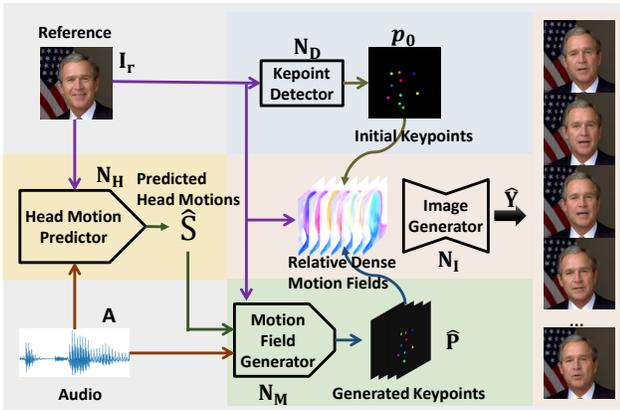 Reference
I_r
N_D
p_0
Kepoint
Detector
Initial Keypoints
N_H
Predicted
Head Motions
Head Motion
Predictor
Ŝ
Image
Generator
N_I
Ŷ
Relative Dense
Motion Fields
A
Audio
Motion
Field
Generator
N_M
P̂
Generated Keypoints
...